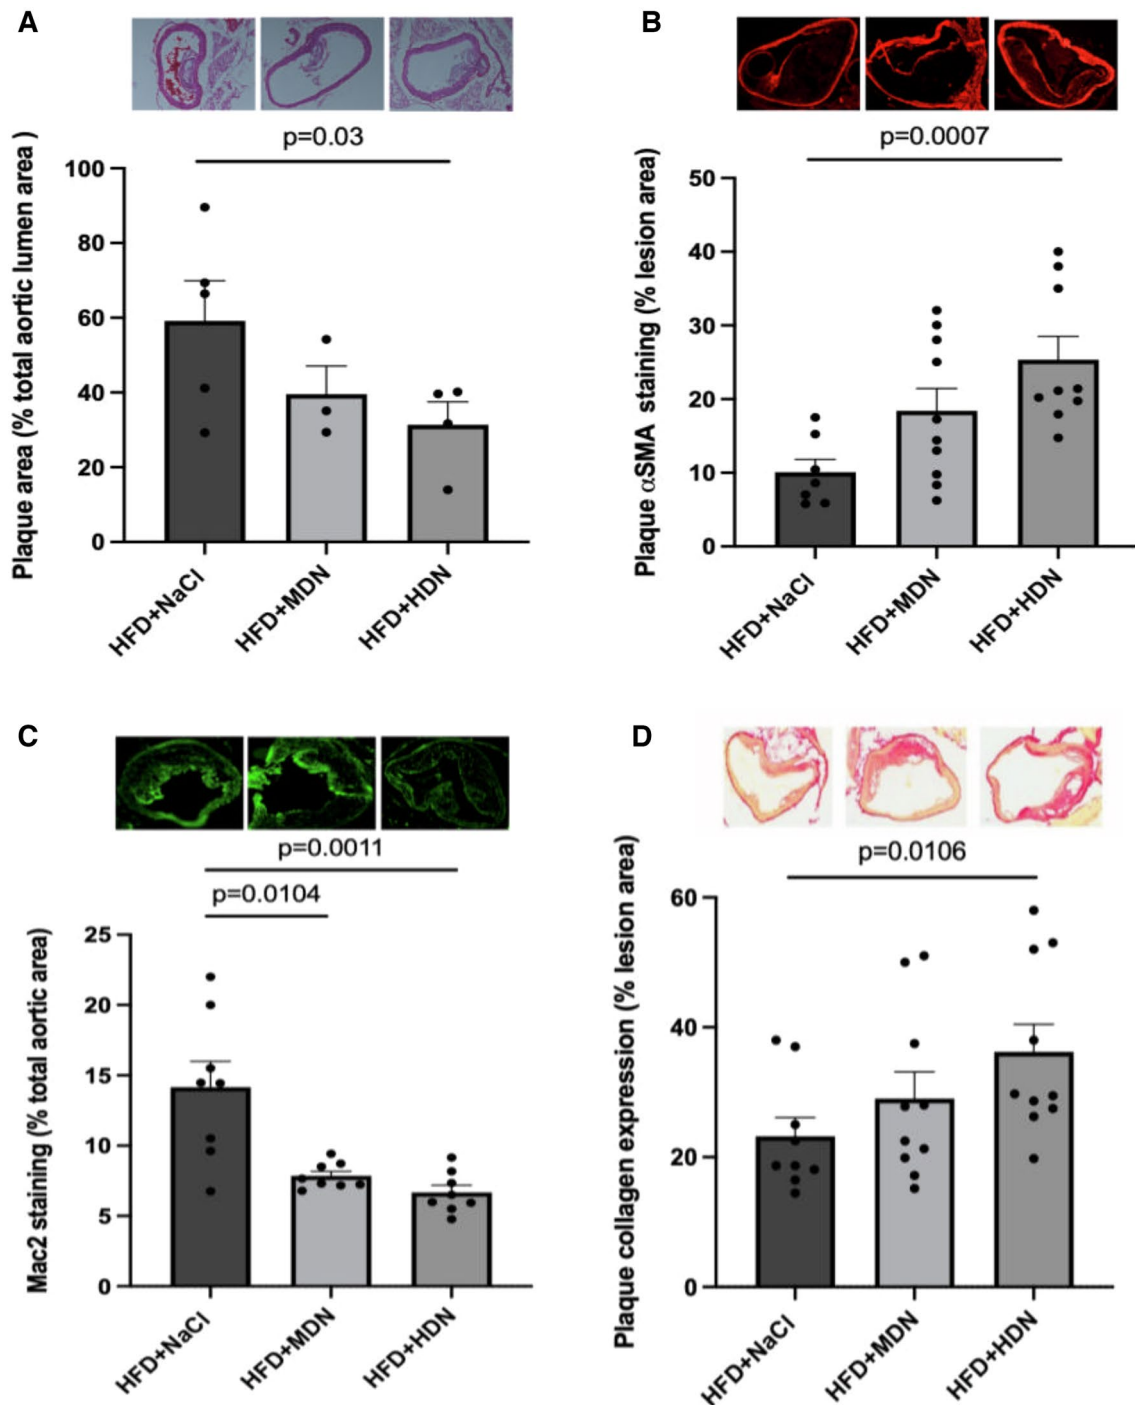 A
p=0.03
Plaque area (% total aortic lumen area )
100
80
60
40
20
0
HFD+NaCl
HFD+MDN
HFD+HDN
B
p=0.0007
Plaque αSMA staining (% lesion area)
50
40
30
20
10
0
HFD+NaCl
HFD+MDN
HFD+HDN
C
p=0.0011
p=0.0104
Mac2 staining (% total aortic area)
25
20
15
10
5
0
HFD+NaCl
HFD+MDN
HFD+HDN
D
p=0.0106
Plaque collagen expression (% lesion area)
60
40
20
0
HFD+NaCl
HFD+MDN
HFD+HDN